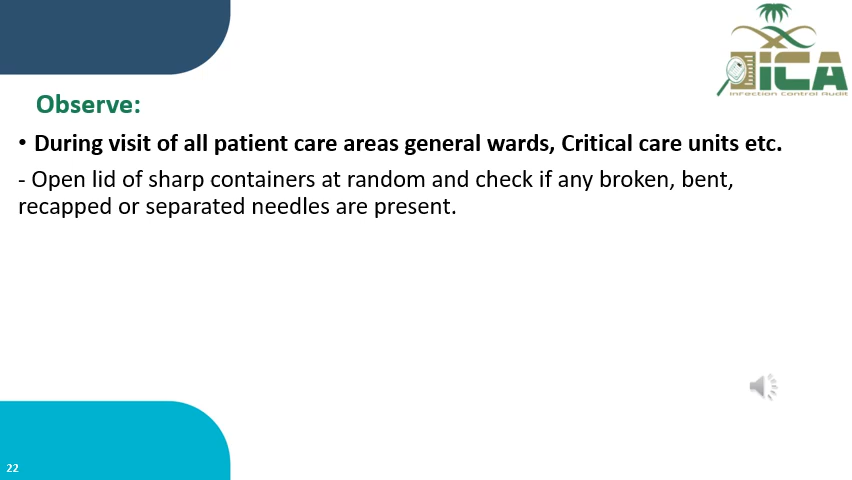 iCA
Infection Control Audit
Observe:
• During visit of all patient care areas general wards, Critical care units etc.
- Open lid of sharp containers at random and check if any broken, bent,
recapped or separated needles are present.
22